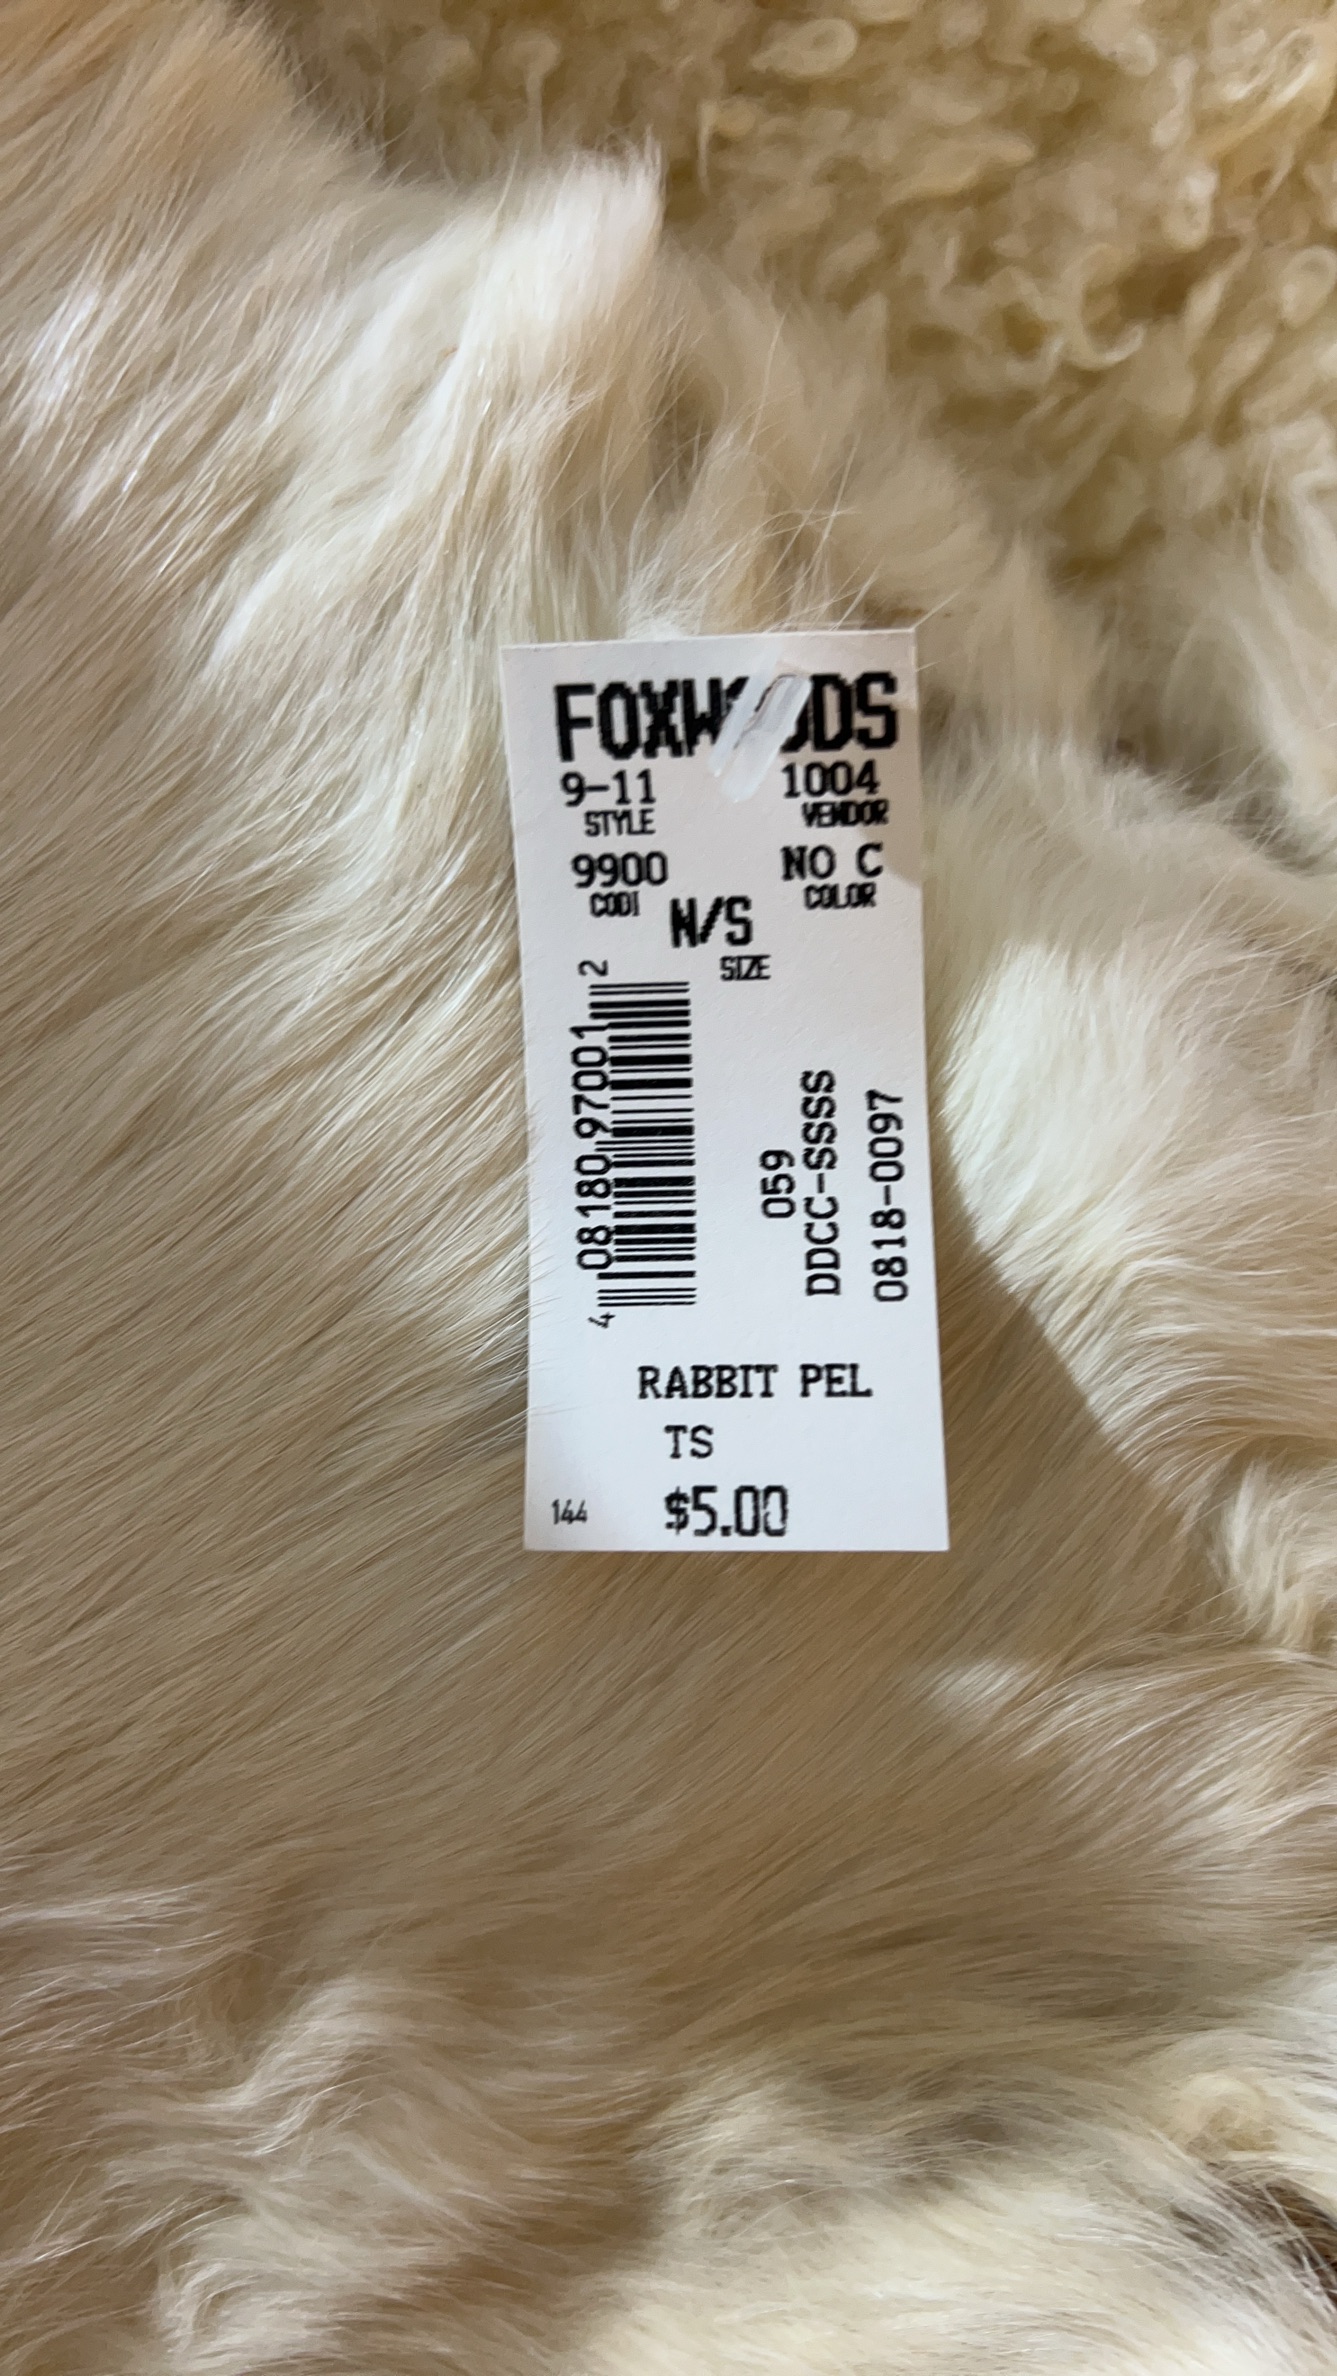 FOXWOODS
9-11 1004
STYLE VENDOR
9900 NO C
CODI COLOR
N/S
SIZE
4 08180 97001 2
059
DDCC-SSSS
0818-0097
RABBIT PEL
TS
144 $5.00